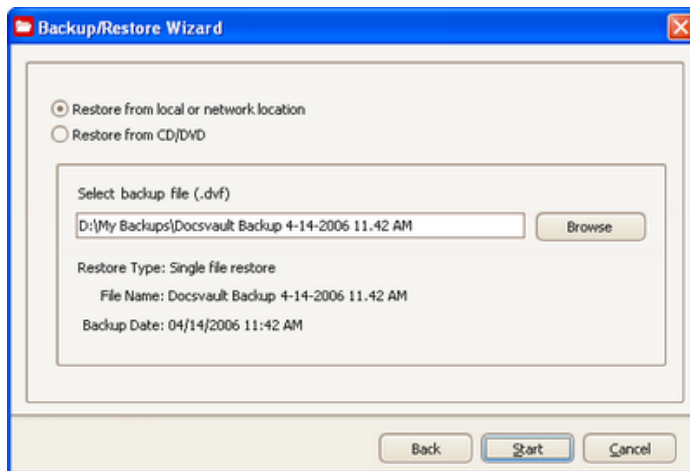 Backup/Restore Wizard
Restore from local or network location
Restore from CD/DVD
Select backup file (.dvf)
D:\My Backups\Docsvault Backup 4-14-2006 11.42 AM
Browse
Restore Type: Single file restore
File Name: Docsvault Backup 4-14-2006 11.42 AM
Backup Date: 04/14/2006 11:42 AM
Back Start Cancel